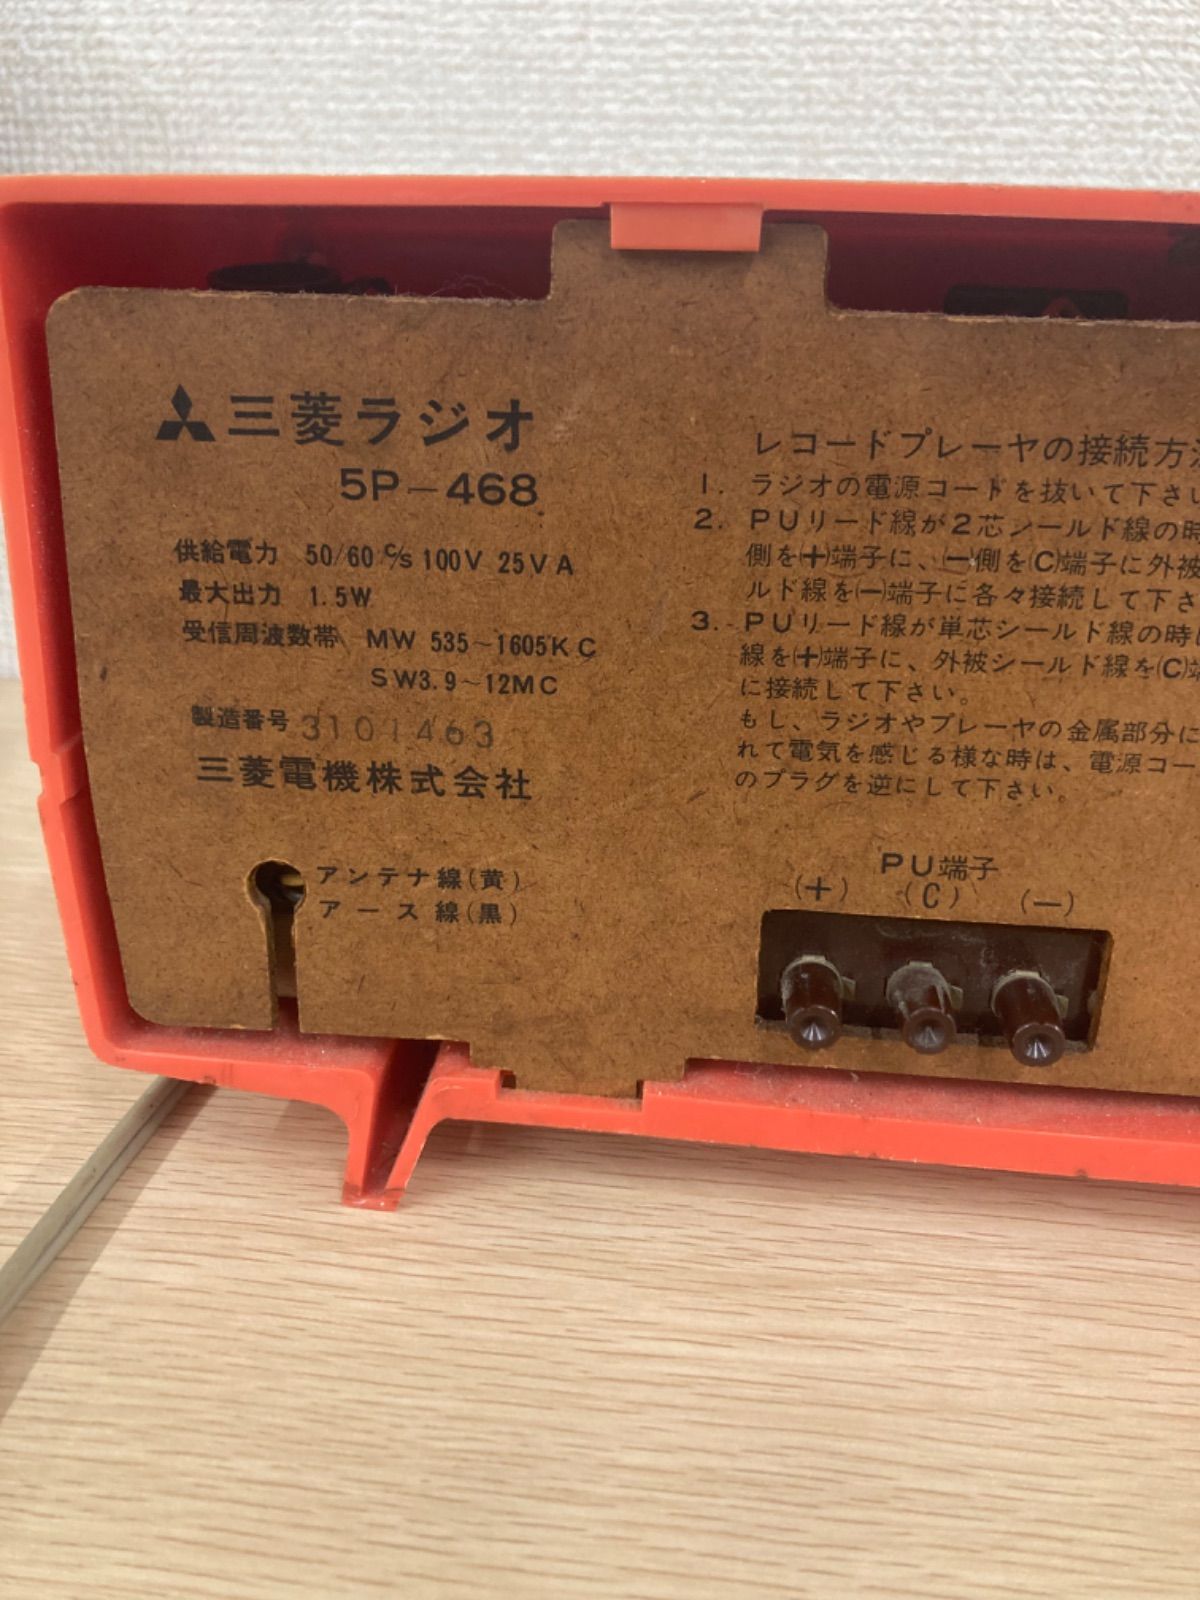 三菱ラジオ
5P-468
供給電力 50/60 c/s 100V 25VA
最大出力 1.5W
受信周波数帯 MW 535~1605KC
SW3.9~12MC
製造番号 3101463
三菱電機株式会社
アンテナ線(黄)
アース線(黒)
レコードプレーヤの接続方
1. ラジオの電源コードを抜いて下さ
2. PUリード線が2芯シールド線の時
側を(+)端子に、(-)側を(C)端子に外被
ルド線を(-)端子に各々接続して下さ
3. PUリード線が単芯シールド線の時
線を(+)端子に、外被シールド線を(C)
に接続して下さい。
もし、ラジオやプレーヤの金属部分に
れて電気を感じる様な時は、電源コー
のプラグを逆にして下さい。
PU端子
(+) (C) (-)